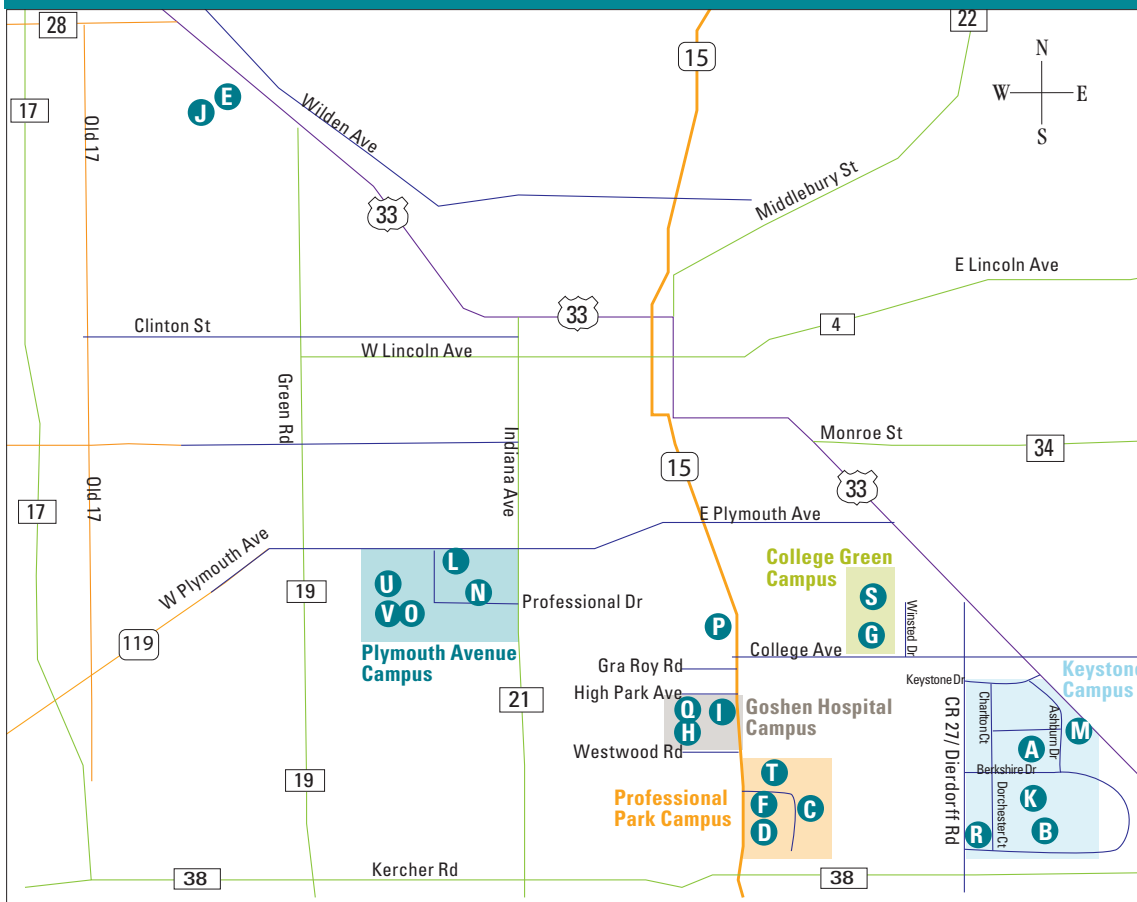 28
22
15
N
W E
S
17
J E
Old 17
Wilden Ave
33
Middlebury St
E Lincoln Ave
33
4
Clinton St
W Lincoln Ave
Green Rd
Indiana Ave
Monroe St
34
15
33
17
Old 17
E Plymouth Ave
W Plymouth Ave
College Green
Campus
L
U
N
V O
19
Professional Dr
S
G
Winsted Dr
P
119
Plymouth Avenue
Campus
College Ave
Gra Roy Rd
Keystone
Campus
Keystone Dr
High Park Ave
21
Q I
H
Goshen Hospital
Campus
CR 27/ Dierdorff Rd
Charlton Ct
Ashburn Dr
M
A
Westwood Rd
Berkshire Dr
19
T
Professional
Park Campus
F C
D
Dorchester Ct
K
B
R
Kercher Rd
38
38